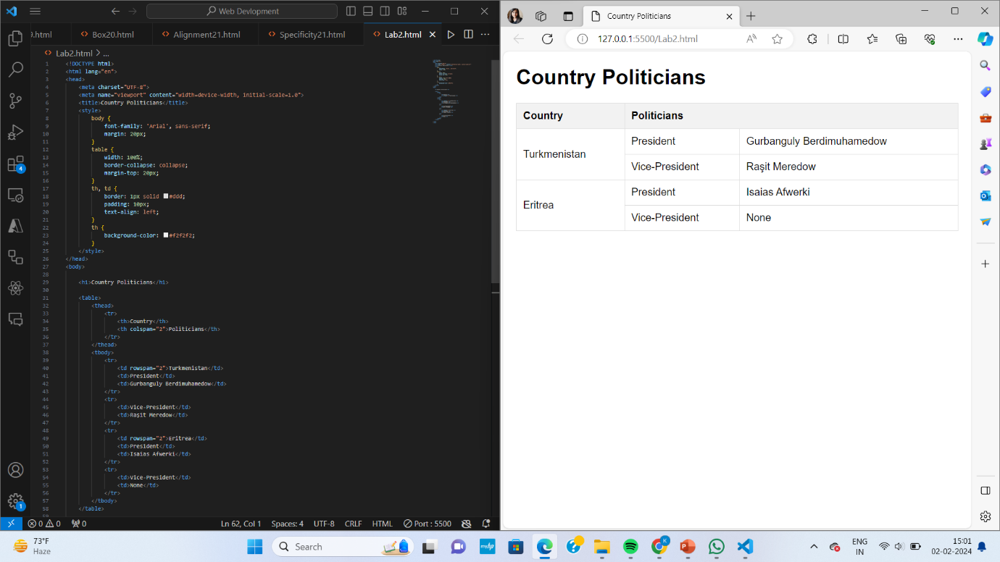 Web Devlopment
9.html
Box20.html
Alignment21.html
Specificity21.html
Lab2.html
Lab2.html > ...
1 <!DOCTYPE html>
2 <html lang="en">
3 <head>
4 <meta charset="UTF-8">
5 <meta name="viewport" content="width=device-width, initial-scale=1.0">
6 <title>Country Politicians</title>
7 <style>
8 body {
9 font-family: 'Arial', sans-serif;
10 margin: 20px;
11 }
12 table {
13 width: 100%;
14 border-collapse: collapse;
15 margin-top: 20px;
16 }
17 th, td {
18 border: 1px solid #ddd;
19 padding: 10px;
20 text-align: left;
21 }
22 th {
23 background-color: #f2f2f2;
24 }
25 </style>
26 </head>
27 <body>
28
29 <h1>Country Politicians</h1>
30
31 <table>
32 <thead>
33 <tr>
34 <th>Country</th>
35 <th colspan="2">Politicians</th>
36 </tr>
37 </thead>
38 <tbody>
39 <tr>
40 <td rowspan="2">Turkmenistan</td>
41 <td>President</td>
42 <td>Gurbanguly Berdimuhamedow</td>
43 </tr>
44 <tr>
45 <td>Vice-President</td>
46 <td>Raşit Meredow</td>
47 </tr>
48 <tr>
49 <td rowspan="2">Eritrea</td>
50 <td>President</td>
51 <td>Isaias Afwerki</td>
52 </tr>
53 <tr>
54 <td>Vice-President</td>
55 <td>None</td>
56 </tr>
57 </tbody>
58 </table>
4
1
0 0 0
Ln 62, Col 1 Spaces: 4 UTF-8 CRLF HTML Port : 5500
Country Politicians
127.0.0.1:5500/Lab2.html
Country Politicians
Country Politicians
Turkmenistan President Gurbanguly Berdimuhamedow
Vice-President Raşit Meredow
Eritrea President Isaias Afwerki
Vice-President None
73°F
Haze
Search
myhp
K
ENG
IN
15:01
02-02-2024